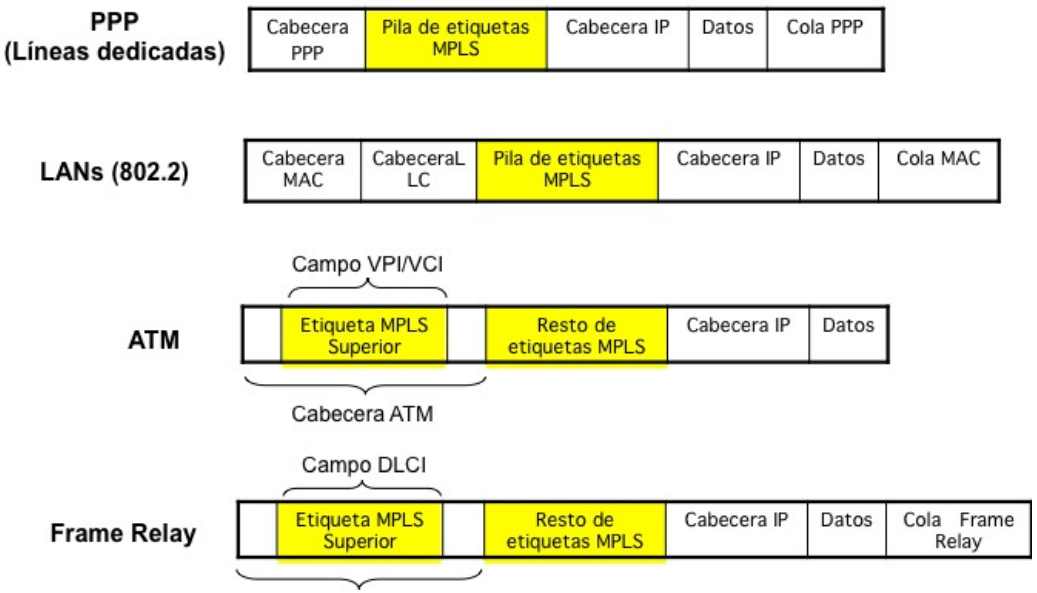 PPP
(Líneas dedicadas)
Cabecera
PPP
Pila de etiquetas
MPLS
Cabecera IP
Datos
Cola PPP
LANs (802.2)
Cabecera
MAC
CabeceraL
LC
Pila de etiquetas
MPLS
Cabecera IP
Datos
Cola MAC
Campo VPI/VCI
ATM
Etiqueta MPLS
Superior
Resto de
etiquetas MPLS
Cabecera IP
Datos
Cabecera ATM
Campo DLCI
Frame Relay
Etiqueta MPLS
Superior
Resto de
etiquetas MPLS
Cabecera IP
Datos
Cola Frame
Relay